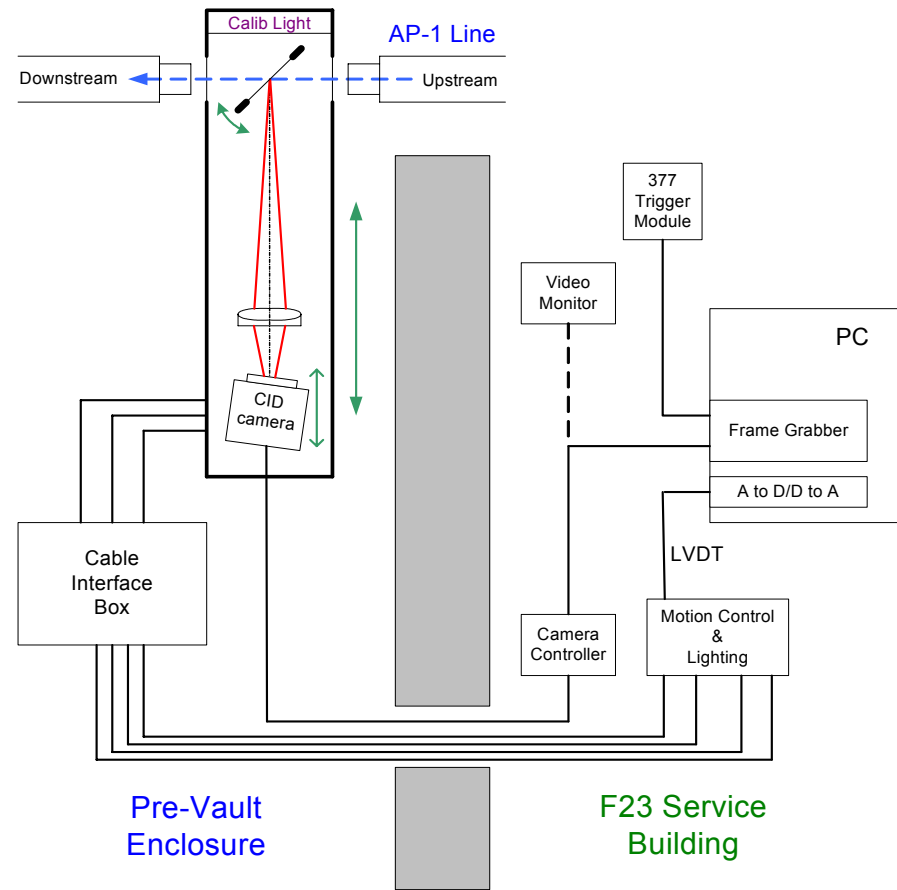 Calib Light
AP-1 Line
Downstream
Upstream
377
Trigger
Module
Video
Monitor
PC
CID
camera
Frame Grabber
A to D/D to A
LVDT
Cable
Interface
Box
Camera
Controller
Motion Control
&
Lighting
Pre-Vault
Enclosure
F23 Service
Building